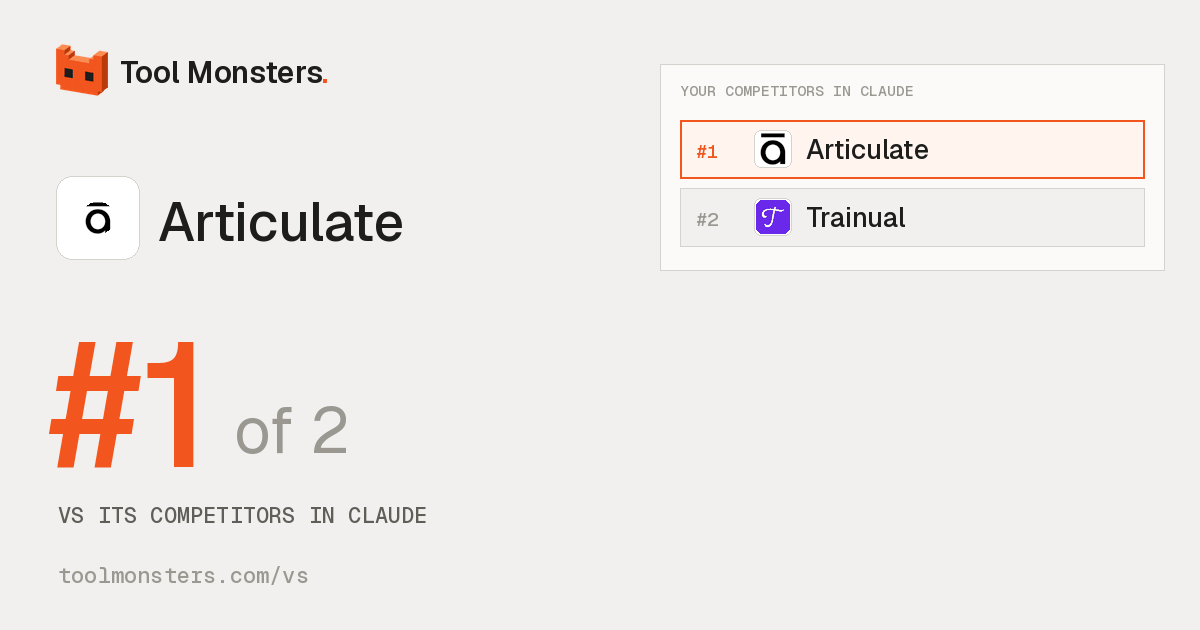 Tool Monsters.
Articulate
#1 of 2
VS ITS COMPETITORS IN CLAUDE
toolmonsters.com/vs
YOUR COMPETITORS IN CLAUDE
#1 Articulate
#2 Trainual